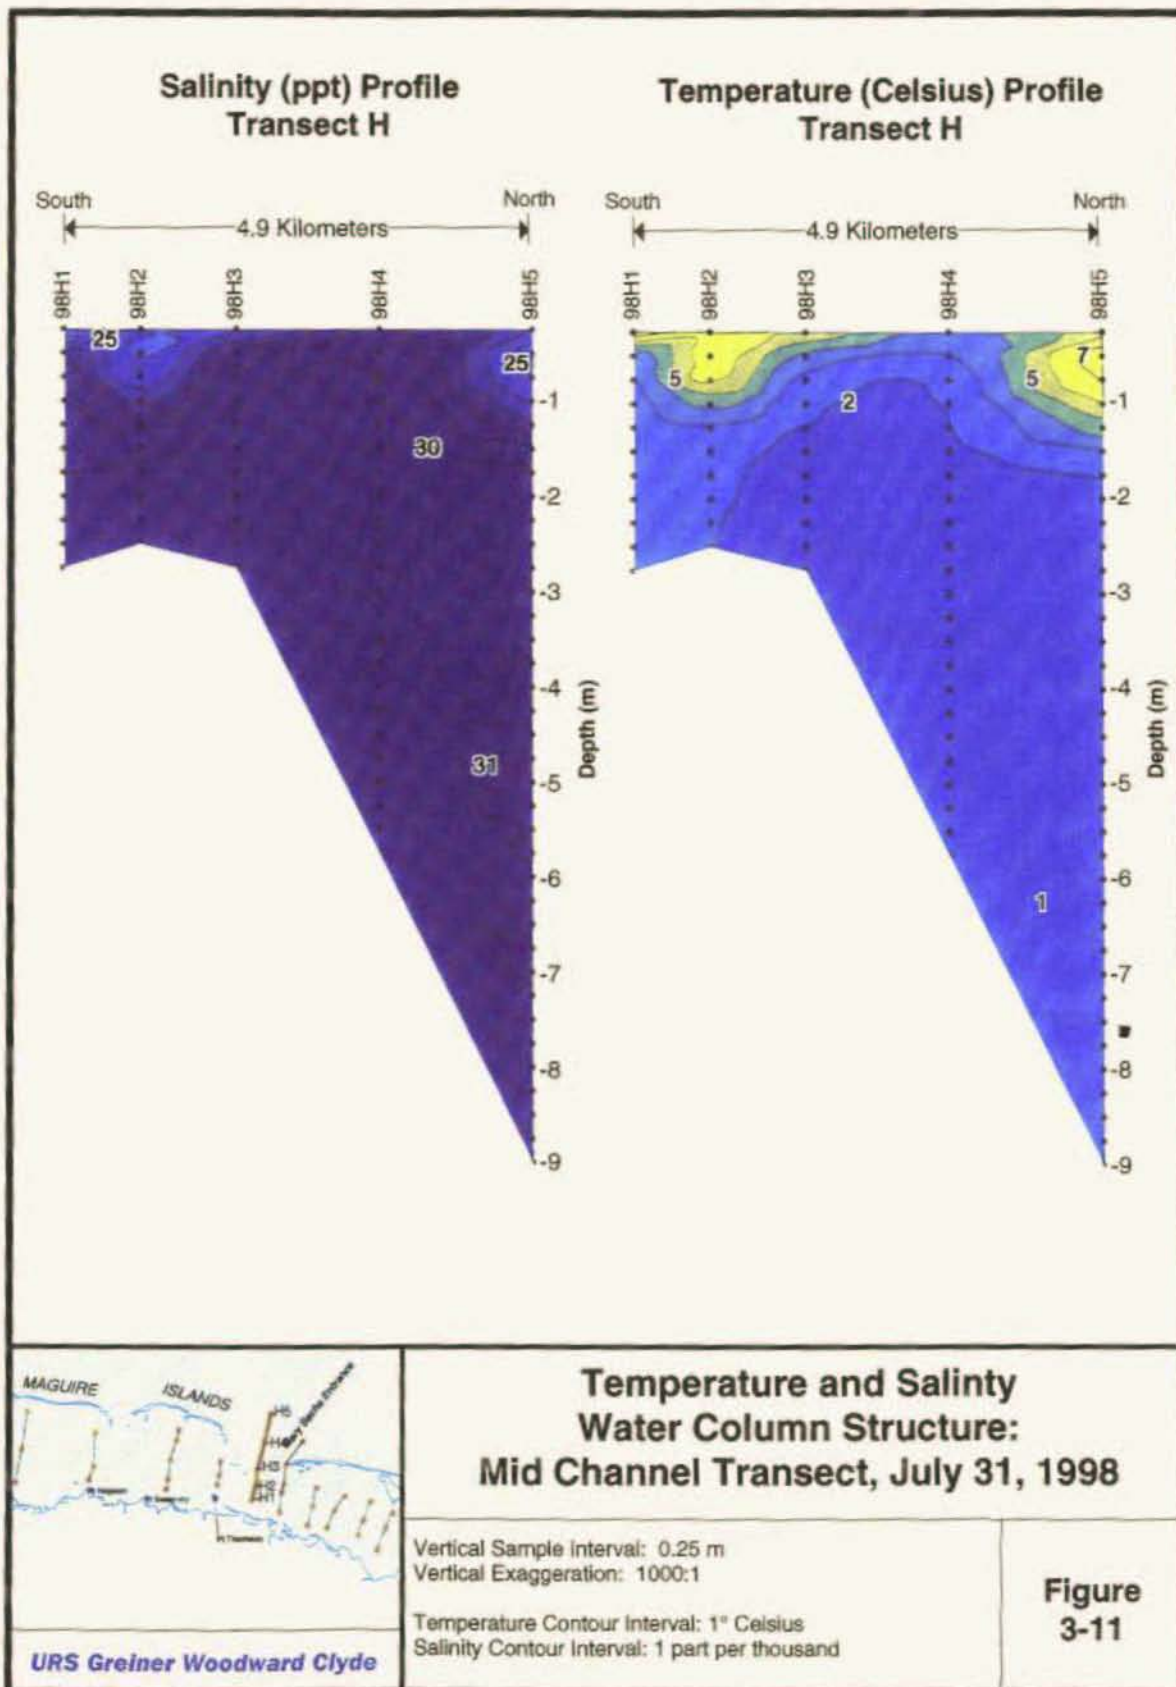 Salinity (ppt) Profile
Transect H
South
North
4.9 Kilometers
98H1
98H2
98H3
98H4
98H5
25
25
30
31
-1
-2
-3
-4
-5
-6
-7
-8
-9
Depth (m)
Temperature (Celsius) Profile
Transect H
South
North
4.9 Kilometers
98H1
98H2
98H3
98H4
98H5
5
2
5
7
1
-1
-2
-3
-4
-5
-6
-7
-8
-9
Depth (m)
MAGUIRE ISLANDS
Entrance
URS Greiner Woodward Clyde
Temperature and Salinty
Water Column Structure:
Mid Channel Transect, July 31, 1998
Vertical Sample Interval: 0.25 m
Vertical Exaggeration: 1000:1
Temperature Contour Interval: 1° Celsius
Salinity Contour Interval: 1 part per thousand
Figure
3-11